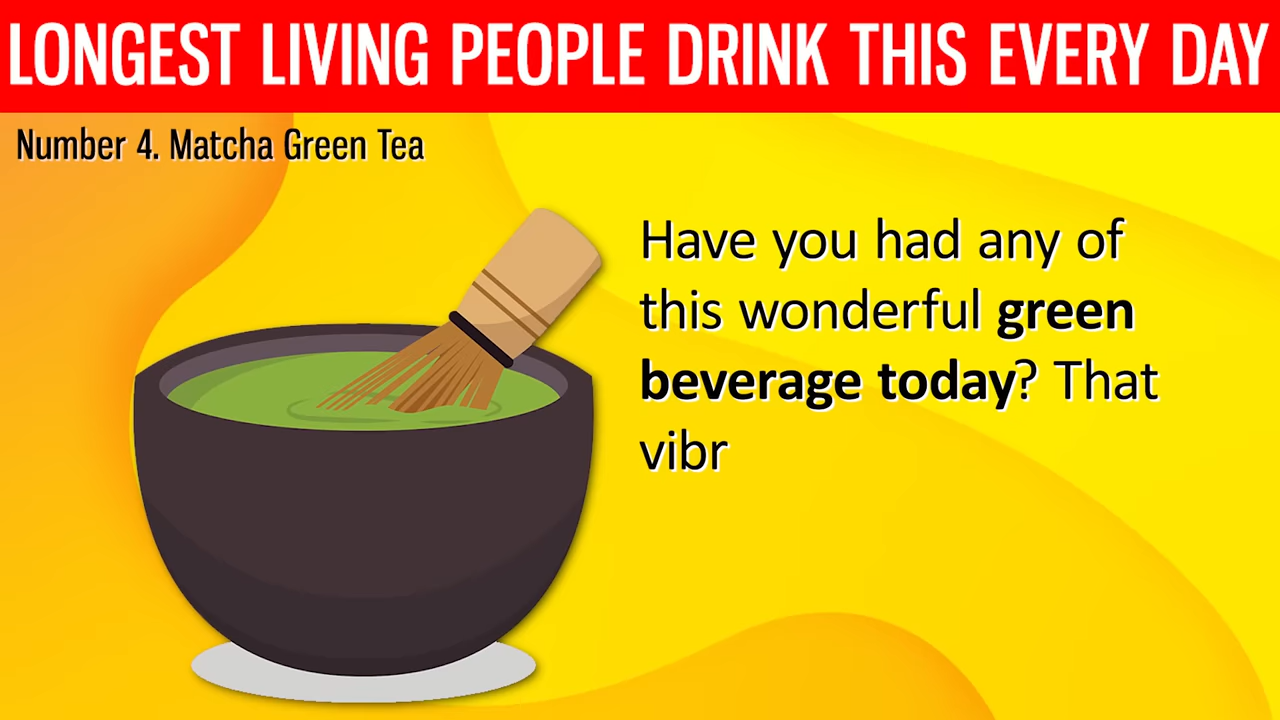 LONGEST LIVING PEOPLE DRINK THIS EVERY DAY
Number 4. Matcha Green Tea
Have you had any of
this wonderful green
beverage today? That
vibr